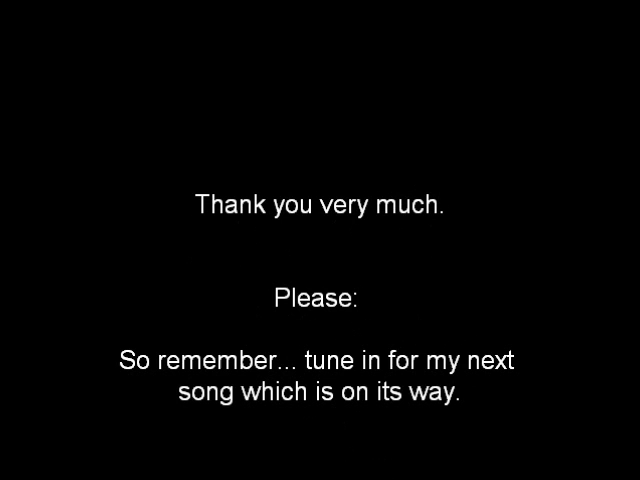 Thank you very much.
Please:
So remember... tune in for my next
song which is on its way.